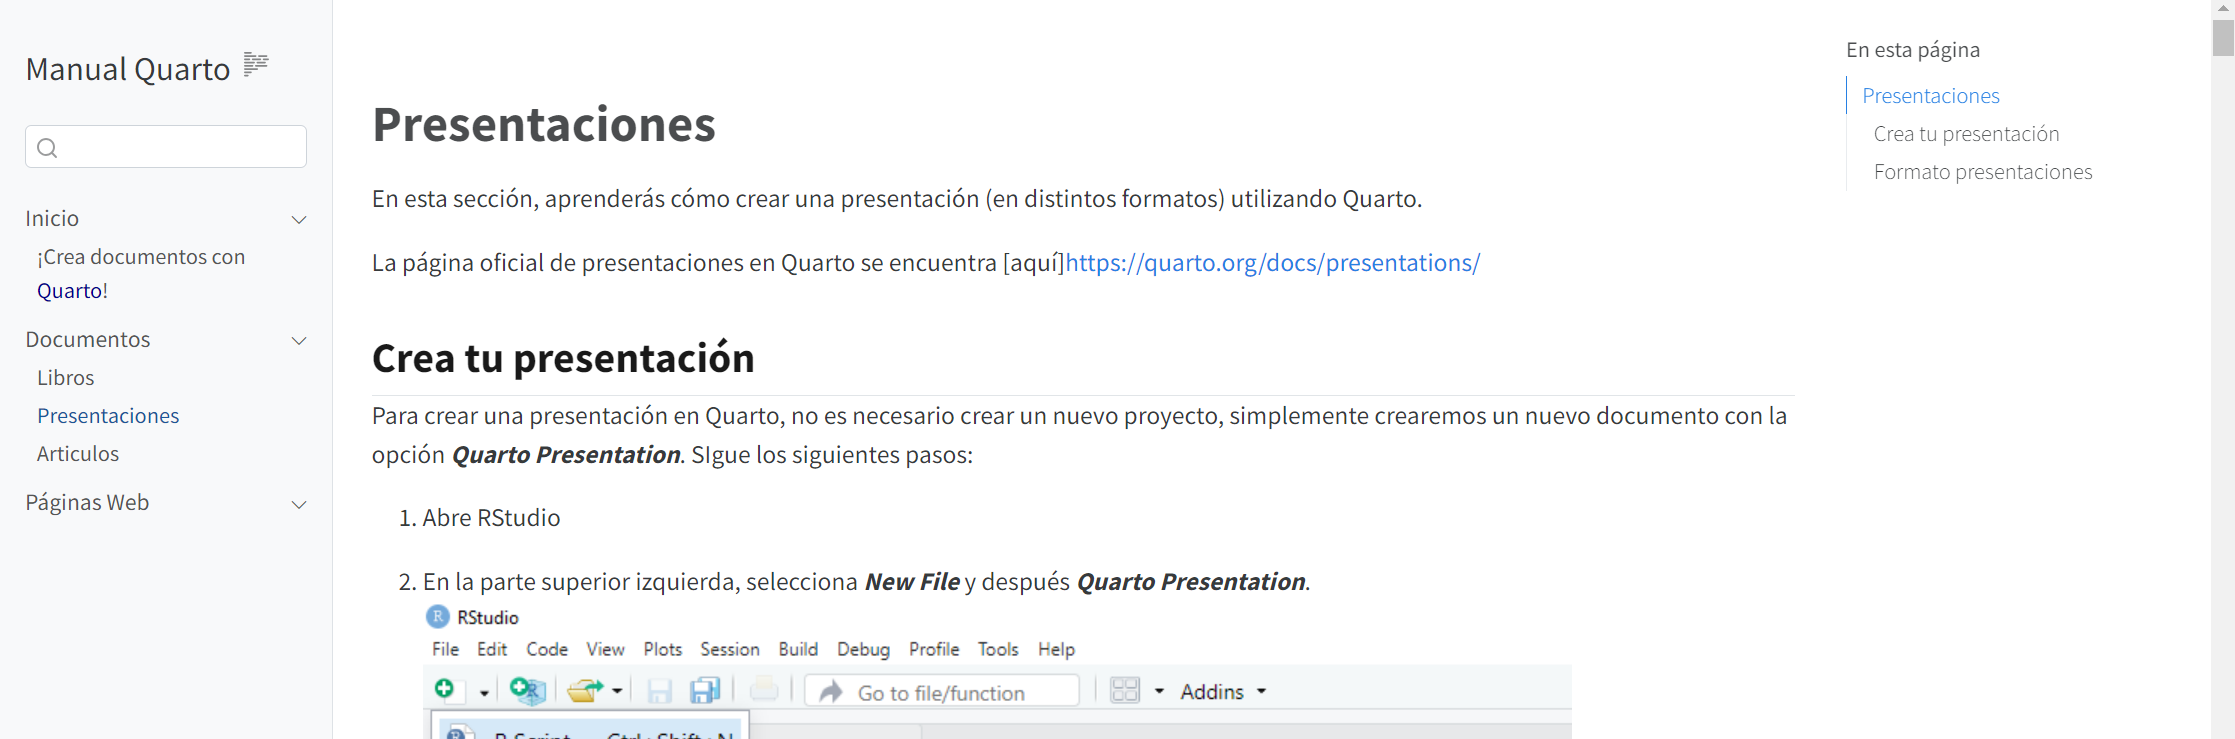 Manual Quarto
Inicio
¡Crea documentos con
Quarto!
Documentos
Libros
Presentaciones
Articulos
Páginas Web
Presentaciones
En esta sección, aprenderás cómo crear una presentación (en distintos formatos) utilizando Quarto.
La página oficial de presentaciones en Quarto se encuentra [aquí]https://quarto.org/docs/presentations/
Crea tu presentación
Para crear una presentación en Quarto, no es necesario crear un nuevo proyecto, simplemente crearemos un nuevo documento con la
opción Quarto Presentation. SIgue los siguientes pasos:
1. Abre RStudio
2. En la parte superior izquierda, selecciona New File y después Quarto Presentation.
R RStudio
File Edit Code View Plots Session Build Debug Profile Tools Help
Go to file/function Addins
R Script Ctrl+Shift+N
En esta página
Presentaciones
Crea tu presentación
Formato presentaciones